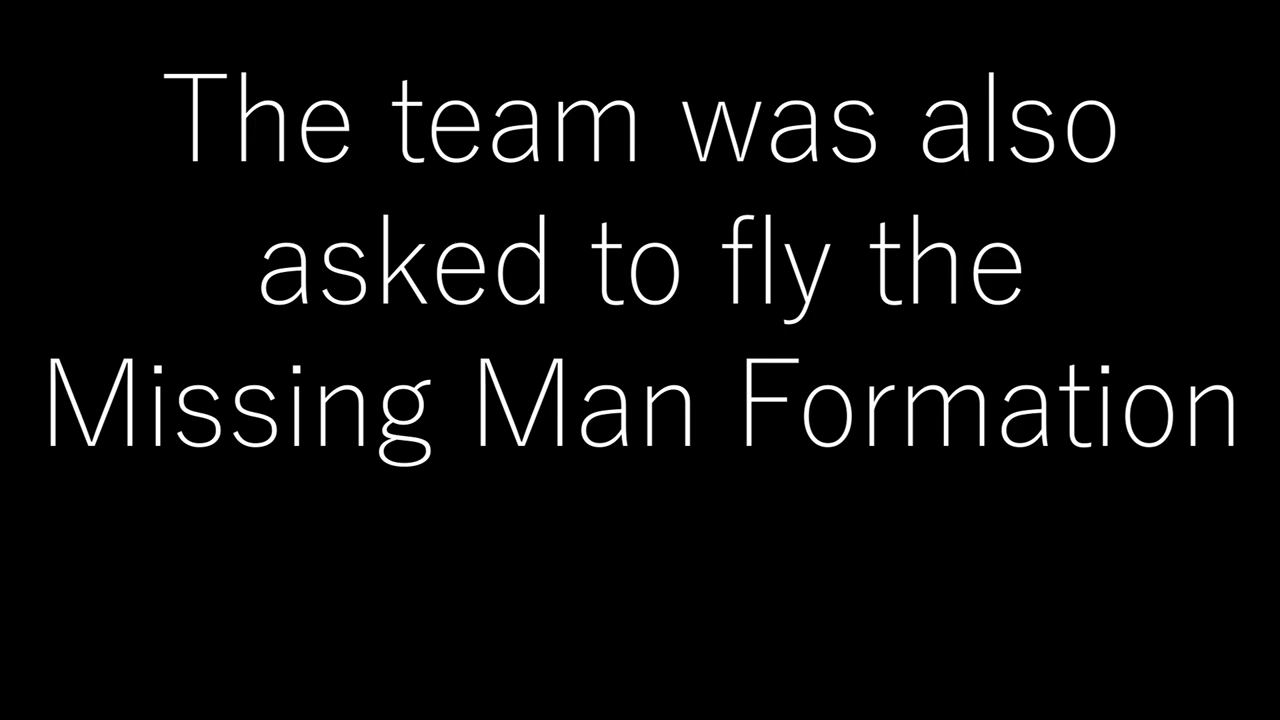 The team was also
asked to fly the
Missing Man Formation